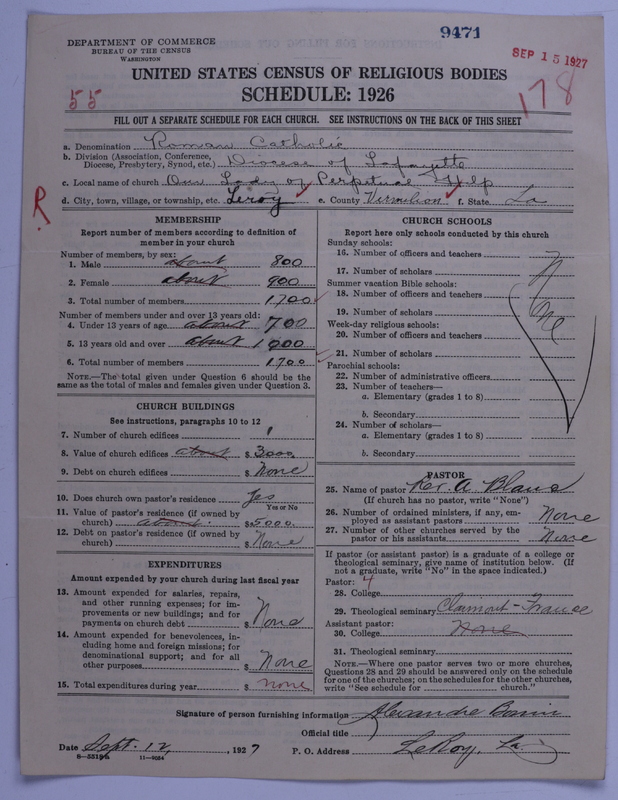 9471
DEPARTMENT OF COMMERCE
BUREAU OF THE CENSUS
WASHINGTON
SEP 15 1927
UNITED STATES CENSUS OF RELIGIOUS BODIES
SCHEDULE: 1926
55
178
FILL OUT A SEPARATE SCHEDULE FOR EACH CHURCH. SEE INSTRUCTIONS ON THE BACK OF THIS SHEET
a. Denomination Roman Catholic
b. Division (Association, Conference, Diocese, Presbytery, Synod, etc.) Diocese of Lafayette
c. Local name of church Our Lady of Perpetual Help
d. City, town, village, or township, etc. Leroy e. County Vermilion f. State La
R
MEMBERSHIP
Report number of members according to definition of
member in your church
Number of members, by sex:
1. Male about 800
2. Female about 900
3. Total number of members 1,700
Number of members under and over 13 years old:
4. Under 13 years of age about 700
5. 13 years old and over about 1000
6. Total number of members 1,700
NOTE.—The total given under Question 6 should be the
same as the total of males and females given under Question 3.
CHURCH BUILDINGS
See instructions, paragraphs 10 to 12
7. Number of church edifices 1
8. Value of church edifices about $ 3000
9. Debt on church edifices $ None
10. Does church own pastor's residence Yes
Yes or No
11. Value of pastor's residence (if owned by
church) about $ 5000
12. Debt on pastor's residence (if owned by
church) $ None
EXPENDITURES
Amount expended by your church during last fiscal year
13. Amount expended for salaries, repairs,
and other running expenses; for im-
provements or new buildings; and for
payments on church debt $ None
14. Amount expended for benevolences, in-
cluding home and foreign missions; for
denominational support; and for all
other purposes $ None
15. Total expenditures during year $ none
CHURCH SCHOOLS
Report here only schools conducted by this church
Sunday schools:
16. Number of officers and teachers
17. Number of scholars
Summer vacation Bible schools:
18. Number of officers and teachers
19. Number of scholars
Week-day religious schools:
20. Number of officers and teachers
21. Number of scholars
Parochial schools:
22. Number of administrative officers
23. Number of teachers—
a. Elementary (grades 1 to 8)
b. Secondary
24. Number of scholars—
a. Elementary (grades 1 to 8)
b. Secondary
PASTOR
25. Name of pastor Rev. A
(If church has no pastor, write "None")
26. Number of ordained ministers, if any, em-
ployed as assistant pastors None
27. Number of other churches served by the
pastor or his assistants None
If pastor (or assistant pastor) is a graduate of a college or
theological seminary, give name of institution below. (If
not a graduate, write "No" in the space indicated.)
Pastor: 4
28. College
29. Theological seminary Clairmont-France
Assistant pastor:
30. College None
31. Theological seminary
NOTE.—Where one pastor serves two or more churches,
Questions 28 and 29 should be answered only on the schedule
for one of the churches; on the schedules for the other churches,
write "See schedule for church."
Signature of person furnishing information Alexandre
Official title
Date Sept. 12, 1927 P. O. Address LeRoy, La
11—9054